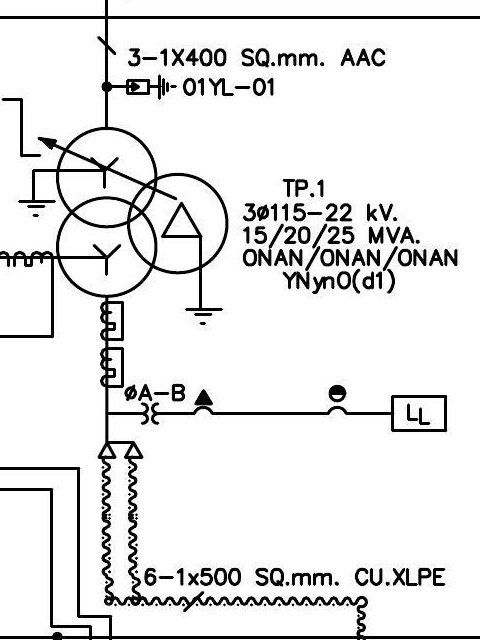 3-1X400 SQ.mm. AAC
01YL-01
TP.1
3ø115-22 kV.
15/20/25 MVA.
ONAN/ONAN/ONAN
YNyn0(d1)
øA-B
LL
6-1x500 SQ.mm. CU.XLPE